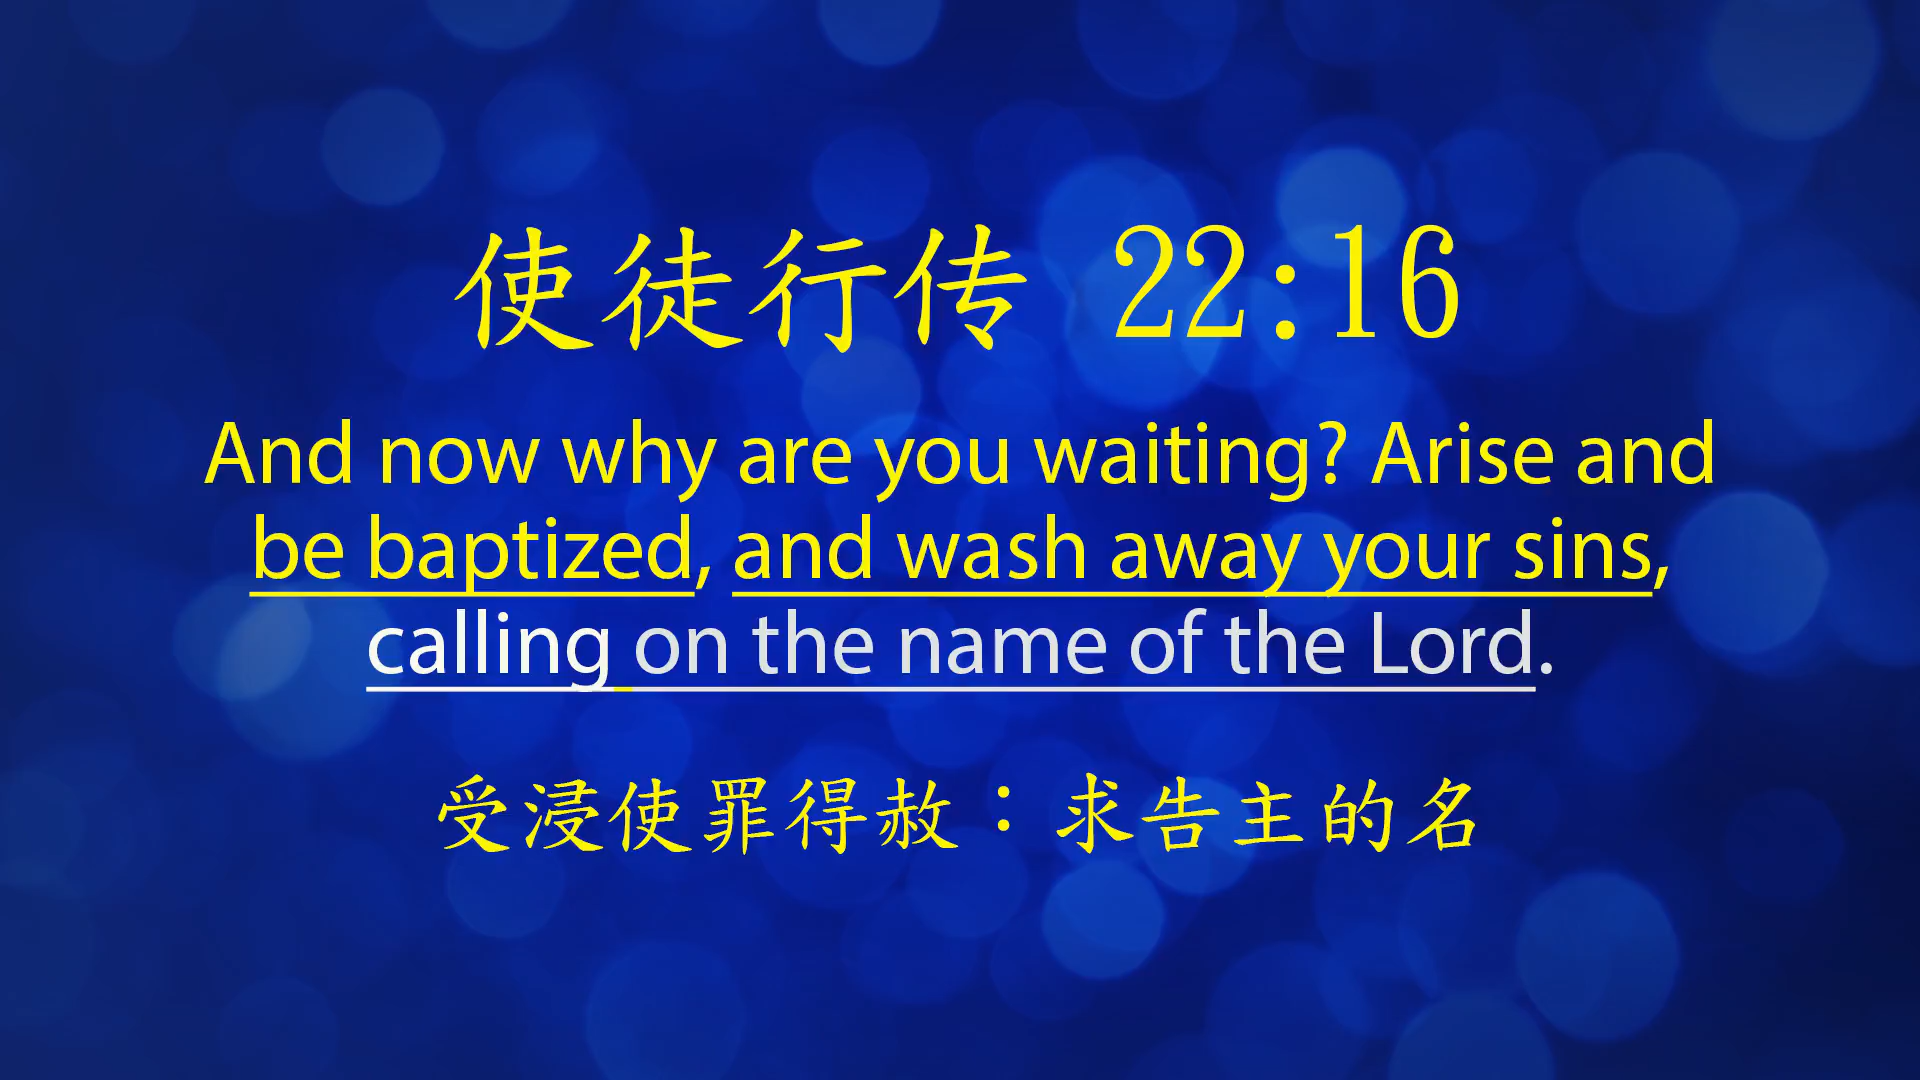 使徒行传 22:16
And now why are you waiting? Arise and
be baptized, and wash away your sins,
calling on the name of the Lord.
受浸使罪得赦：求告主的名